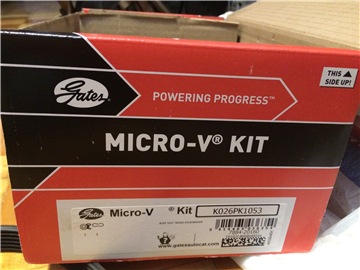 Gates
POWERING PROGRESS™
THIS
SIDE UP!
MICRO-V® KIT
Gates
Micro-V ® Kit
K026PK1053
www.gatesautocat.com